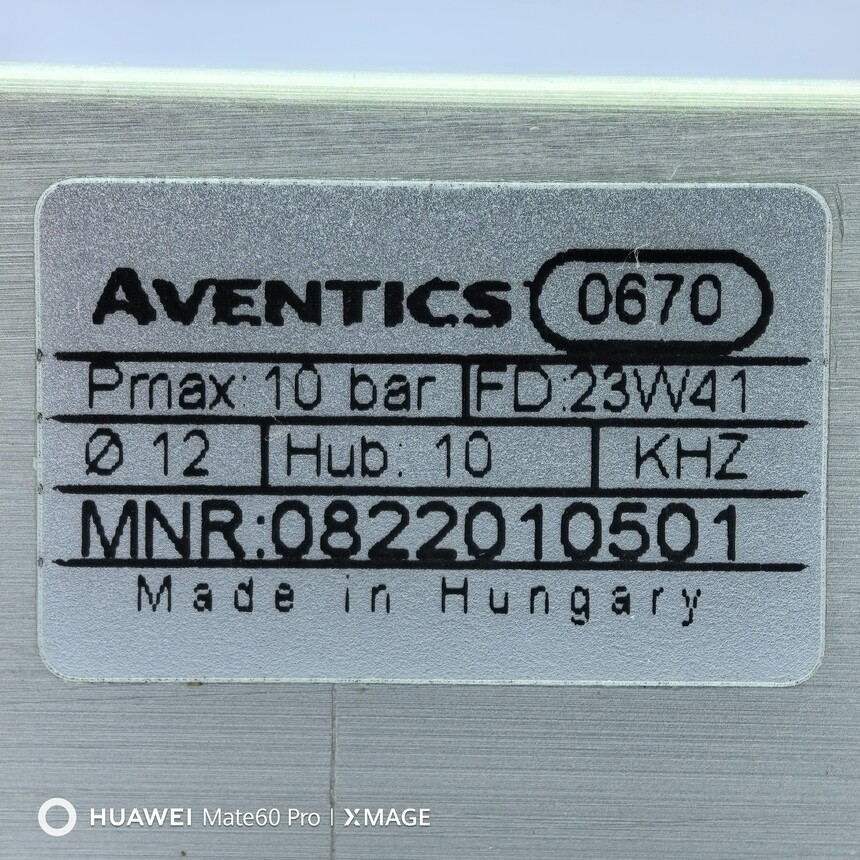 AVENTICS 0670
Pmax: 10 bar FD:23W41
Ø 12 Hub: 10 KHZ
MNR:0822010501
Made in Hungary
HUAWEI Mate60 Pro | XMAGE